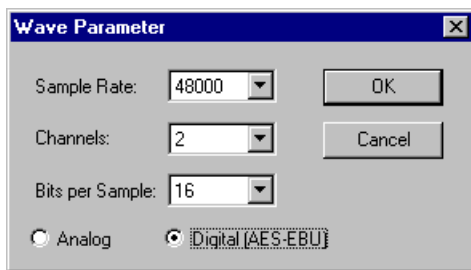 Wave Parameter
Sample Rate: 48000 OK
Channels: 2 Cancel
Bits per Sample: 16
Analog Digital (AES-EBU)